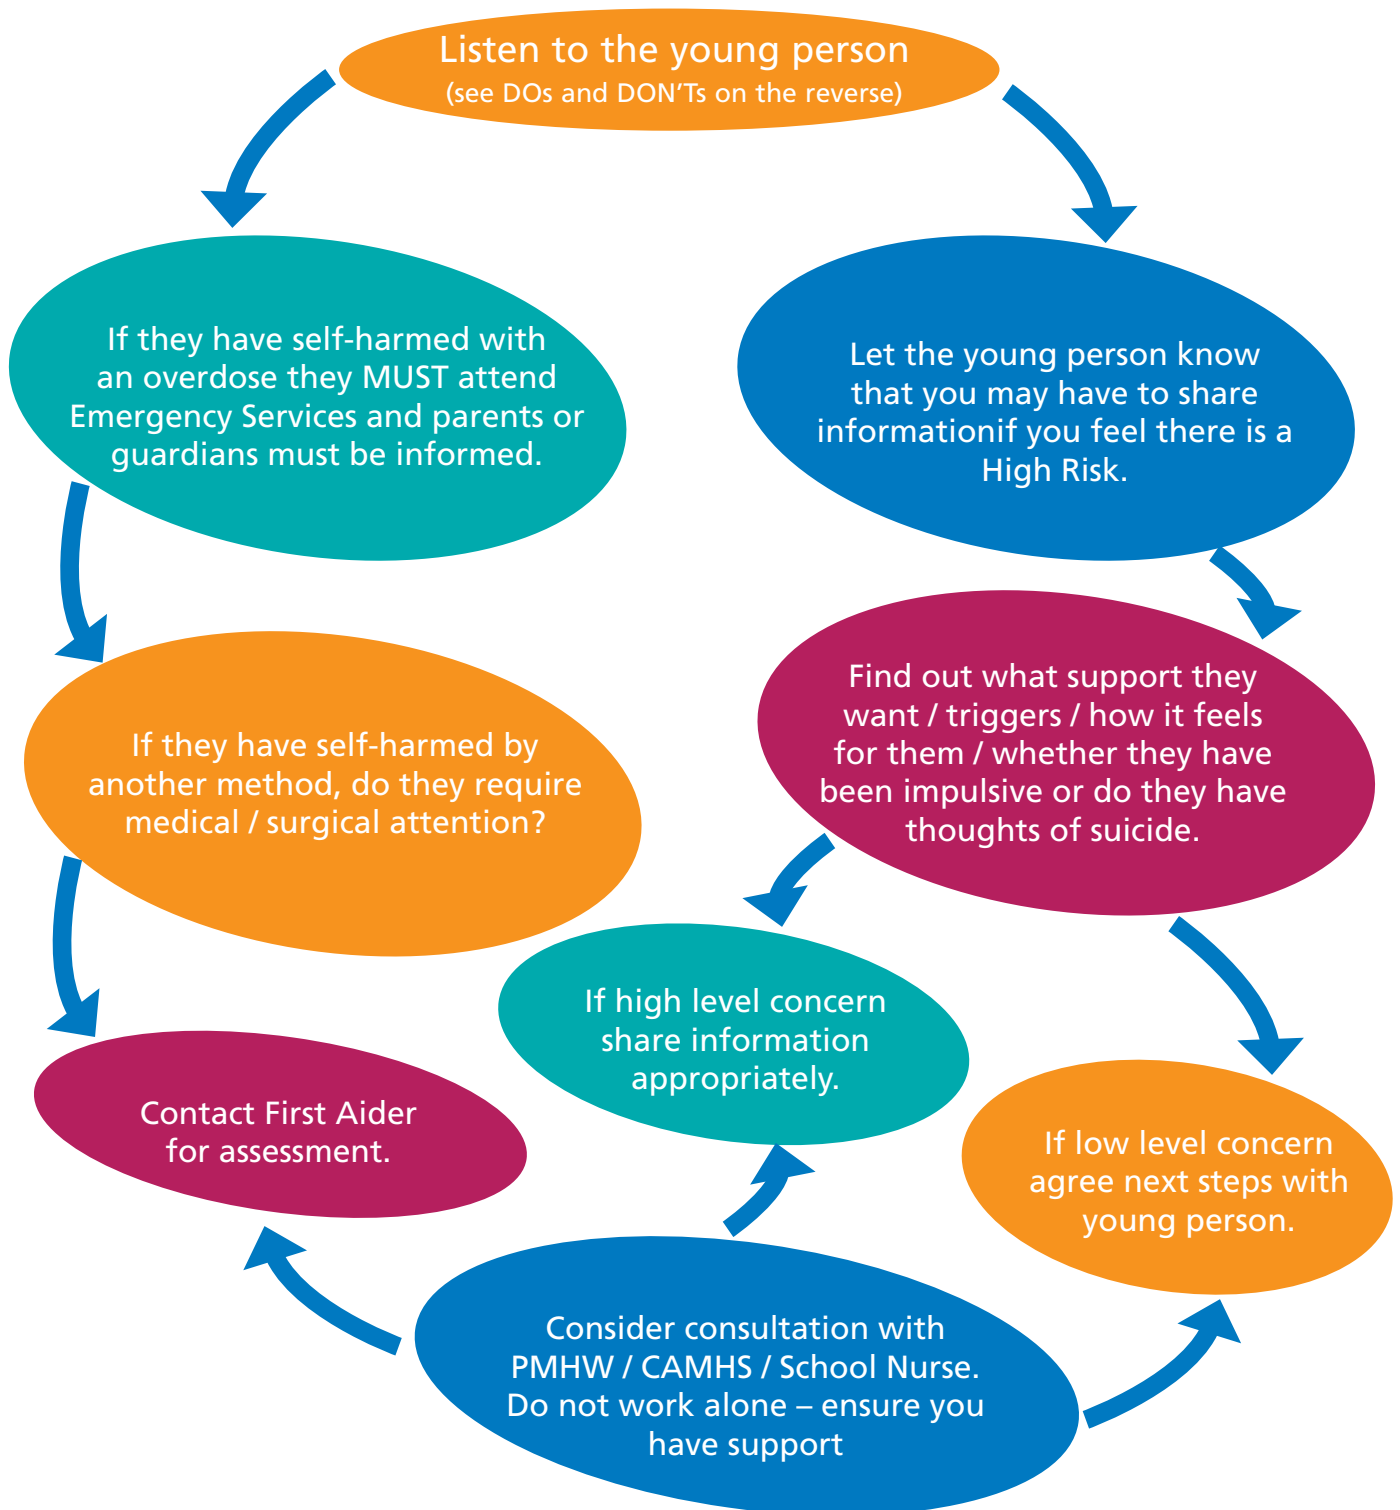 Listen to the young person
(see DOs and DON'Ts on the reverse)
If they have self-harmed with
an overdose they MUST attend
Emergency Services and parents or
guardians must be informed.
Let the young person know
that you may have to share
informationif you feel there is a
High Risk.
If they have self-harmed by
another method, do they require
medical / surgical attention?
Find out what support they
want / triggers / how it feels
for them / whether they have
been impulsive or do they have
thoughts of suicide.
If high level concern
share information
appropriately.
Contact First Aider
for assessment.
If low level concern
agree next steps with
young person.
Consider consultation with
PMHW / CAMHS / School Nurse.
Do not work alone – ensure you
have support